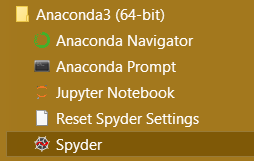 Anaconda3 (64-bit)
Anaconda Navigator
Anaconda Prompt
Jupyter Notebook
Reset Spyder Settings
Spyder